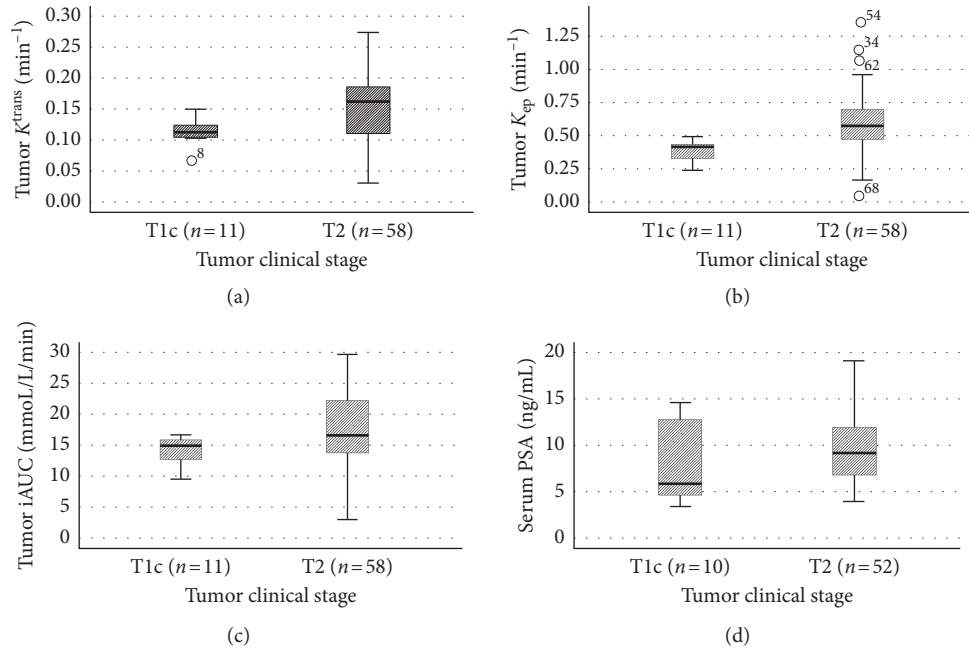 Tumor K^trans (min⁻¹)
0.30
0.25
0.20
0.15
0.10
0.05
0.00
8
T1c (n=11)
T2 (n=58)
Tumor clinical stage
(a)
Tumor K_ep (min⁻¹)
1.25
1.00
0.75
0.50
0.25
0.00
54
34
62
68
T1c (n=11)
T2 (n=58)
Tumor clinical stage
(b)
Tumor iAUC (mmoL/L/min)
30
25
20
15
10
5
0
T1c (n=11)
T2 (n=58)
Tumor clinical stage
(c)
Serum PSA (ng/mL)
20
15
10
5
0
T1c (n=10)
T2 (n=52)
Tumor clinical stage
(d)